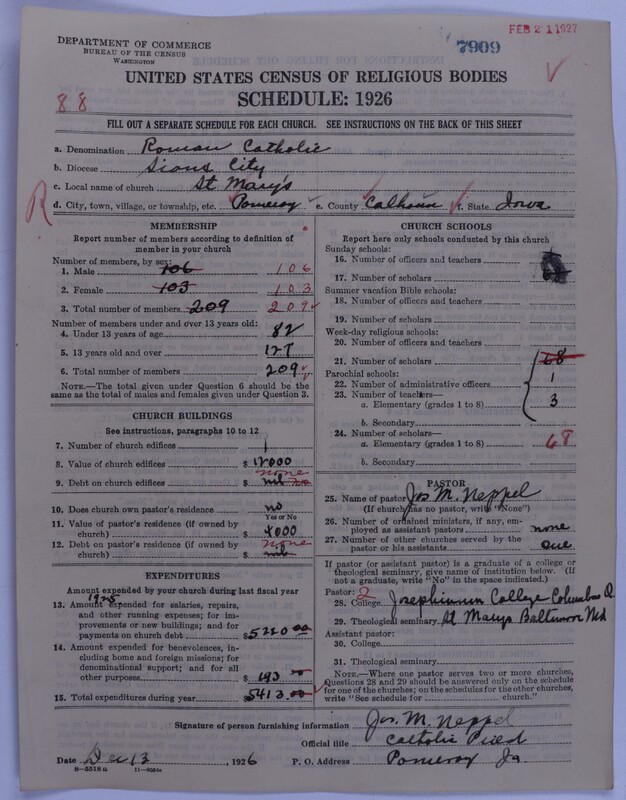 FEB 21 1927
7909
DEPARTMENT OF COMMERCE
BUREAU OF THE CENSUS
WASHINGTON
UNITED STATES CENSUS OF RELIGIOUS BODIES
SCHEDULE: 1926
88
FILL OUT A SEPARATE SCHEDULE FOR EACH CHURCH. SEE INSTRUCTIONS ON THE BACK OF THIS SHEET
a. Denomination Roman Catholic
b. Diocese Sioux City
c. Local name of church St Mary's
R d. City, town, village, or township, etc. Pomeroy e. County Calhoun f. State Iowa
MEMBERSHIP
Report number of members according to definition of member in your church
Number of members, by sex:
1. Male 106 106
2. Female 103 103
3. Total number of members 209 209
Number of members under and over 13 years old:
4. Under 13 years of age 82
5. 13 years old and over 127
6. Total number of members 209
NOTE.—The total given under Question 6 should be the same as the total of males and females given under Question 3.
CHURCH BUILDINGS
See instructions, paragraphs 10 to 12
7. Number of church edifices 1
8. Value of church edifices $ 12000
9. Debt on church edifices $ none
10. Does church own pastor's residence no
Yes or No
11. Value of pastor's residence (if owned by church) $ 4000
12. Debt on pastor's residence (if owned by church) $ none
EXPENDITURES
Amount expended by your church during last fiscal year
1925
13. Amount expended for salaries, repairs, and other running expenses; for improvements or new buildings; and for payments on church debt $ 5220 00
14. Amount expended for benevolences, including home and foreign missions; for denominational support; and for all other purposes $ 193 00
15. Total expenditures during year $ 5413.00
CHURCH SCHOOLS
Report here only schools conducted by this church
Sunday schools:
16. Number of officers and teachers
17. Number of scholars
Summer vacation Bible schools:
18. Number of officers and teachers
19. Number of scholars
Week-day religious schools:
20. Number of officers and teachers
21. Number of scholars 68
Parochial schools:
22. Number of administrative officers 1
23. Number of teachers—
a. Elementary (grades 1 to 8) 3
b. Secondary
24. Number of scholars—
a. Elementary (grades 1 to 8) 68
b. Secondary
PASTOR
25. Name of pastor Jos M. Neppel
(If church has no pastor, write "None")
26. Number of ordained ministers, if any, employed as assistant pastors none
27. Number of other churches served by the pastor or his assistants one
If pastor (or assistant pastor) is a graduate of a college or theological seminary, give name of institution below. (If not a graduate, write "No" in the space indicated.)
Pastor: 2
28. College Josephinum College Columbus O.
29. Theological seminary St Marys Baltimore Md
Assistant pastor:
30. College
31. Theological seminary
NOTE.—Where one pastor serves two or more churches, Questions 28 and 29 should be answered only on the schedule for one of the churches; on the schedules for the other churches, write "See schedule for church."
Signature of person furnishing information Jos. M. Neppel
Official title Catholic Priest
Date Dec 13, 1926 P. O. Address Pomeroy Ia